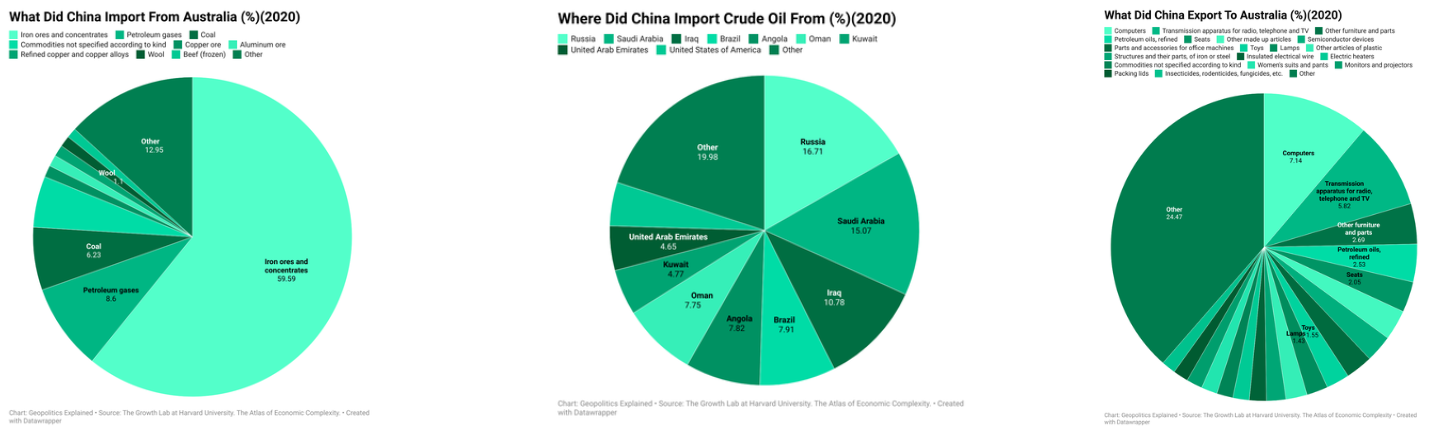 What Did China Import From Australia (%)(2020)
Iron ores and concentrates Petroleum gases Coal
Commodities not specified according to kind Copper ore Aluminum ore
Refined copper and copper alloys Wool Beef (frozen) Other
Other
12.95
Wool
1.1
Coal
6.23
Petroleum gases
8.6
Iron ores and
concentrates
59.59
Chart: Geopolitics Explained • Source: The Growth Lab at Harvard University. The Atlas of Economic Complexity. • Created
with Datawrapper
Where Did China Import Crude Oil From (%)(2020)
Russia Saudi Arabia Iraq Brazil Angola Oman Kuwait
United Arab Emirates United States of America Other
Other
19.98
Russia
16.71
Saudi Arabia
15.07
United Arab Emirates
4.65
Kuwait
4.77
Oman
7.75
Angola
7.82
Brazil
7.91
Iraq
10.78
Chart: Geopolitics Explained • Source: The Growth Lab at Harvard University. The Atlas of Economic Complexity. • Created
with Datawrapper
What Did China Export To Australia (%)(2020)
Computers Transmission apparatus for radio, telephone and TV Other furniture and parts
Petroleum oils, refined Seats Other made up articles Semiconductor devices
Parts and accessories for office machines Toys Lamps Other articles of plastic
Structures and their parts, of iron or steel Insulated electrical wire Electric heaters
Commodities not specified according to kind Women's suits and pants Monitors and projectors
Packing lids Insecticides, rodenticides, fungicides, etc. Other
Computers
7.14
Transmission
apparatus for radio,
telephone and TV
5.82
Other furniture
and parts
2.69
Petroleum oils,
refined
2.53
Seats
2.05
Other
24.47
Toys
1.55
Lamps
Chart: Geopolitics Explained • Source: The Growth Lab at Harvard University. The Atlas of Economic Complexity. • Created
with Datawrapper